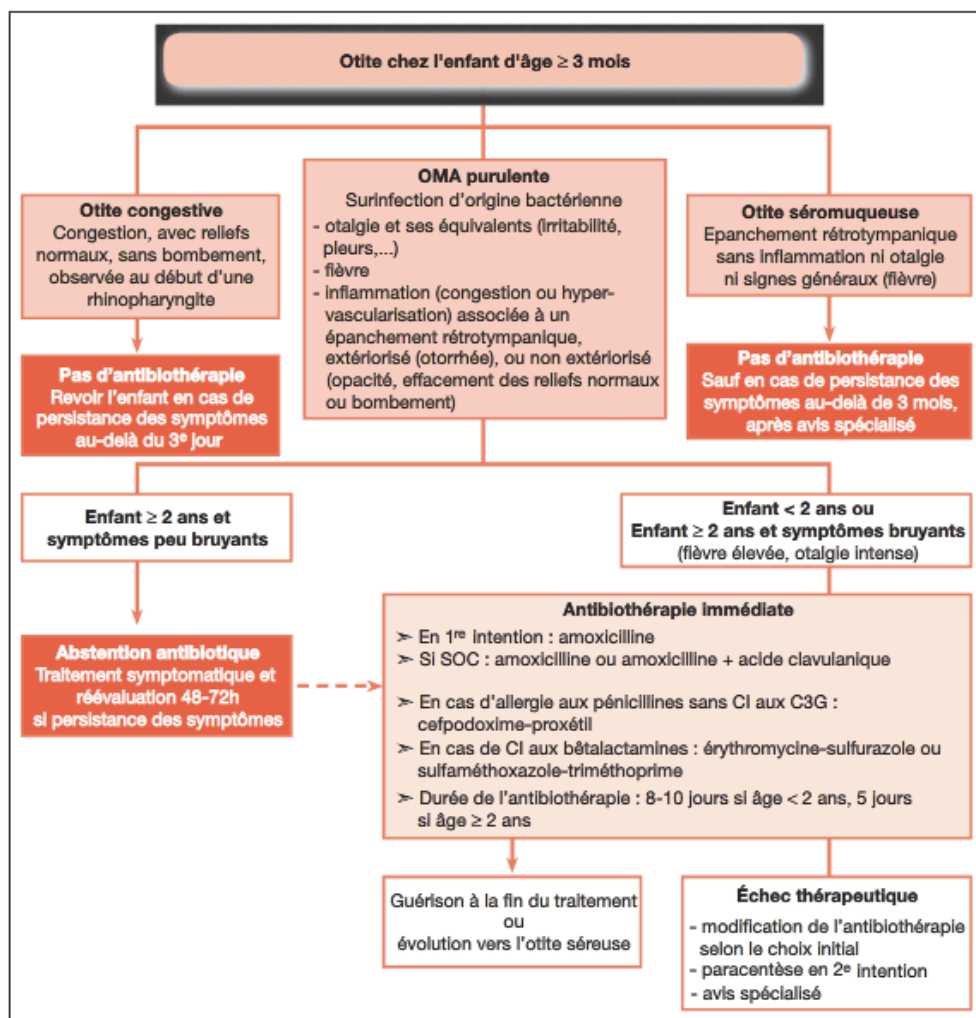 Otite chez l'enfant d'âge ≥ 3 mois
Otite congestive
Congestion, avec reliefs
normaux, sans bombement,
observée au début d'une
rhinopharyngite
OMA purulente
Surinfection d'origine bactérienne
- otalgie et ses équivalents (irritabilité,
pleurs,...)
- fièvre
- inflammation (congestion ou hyper-
vascularisation) associée à un
épanchement rétrotympanique,
extériorisé (otorrhée), ou non extériorisé
(opacité, effacement des reliefs normaux
ou bombement)
Otite séromuqueuse
Epanchement rétrotympanique
sans inflammation ni otalgie
ni signes généraux (fièvre)
Pas d'antibiothérapie
Revoir l'enfant en cas de
persistance des symptômes
au-delà du 3e jour
Pas d'antibiothérapie
Sauf en cas de persistance des
symptômes au-delà de 3 mois,
après avis spécialisé
Enfant ≥ 2 ans et
symptômes peu bruyants
Enfant < 2 ans ou
Enfant ≥ 2 ans et symptômes bruyants
(fièvre élevée, otalgie intense)
Abstention antibiotique
Traitement symptomatique et
réévaluation 48-72h
si persistance des symptômes
Antibiothérapie immédiate
➢ En 1re intention : amoxicilline
➢ Si SOC : amoxicilline ou amoxicilline + acide clavulanique
➢ En cas d'allergie aux pénicillines sans CI aux C3G :
cefpodoxime-proxétil
➢ En cas de CI aux bêtalactamines : érythromycine-sulfurazole ou
sulfaméthoxazole-triméthoprime
➢ Durée de l'antibiothérapie : 8-10 jours si âge < 2 ans, 5 jours
si âge ≥ 2 ans
Guérison à la fin du traitement
ou
évolution vers l'otite séreuse
Échec thérapeutique
- modification de l'antibiothérapie
selon le choix initial
- paracentèse en 2e intention
- avis spécialisé